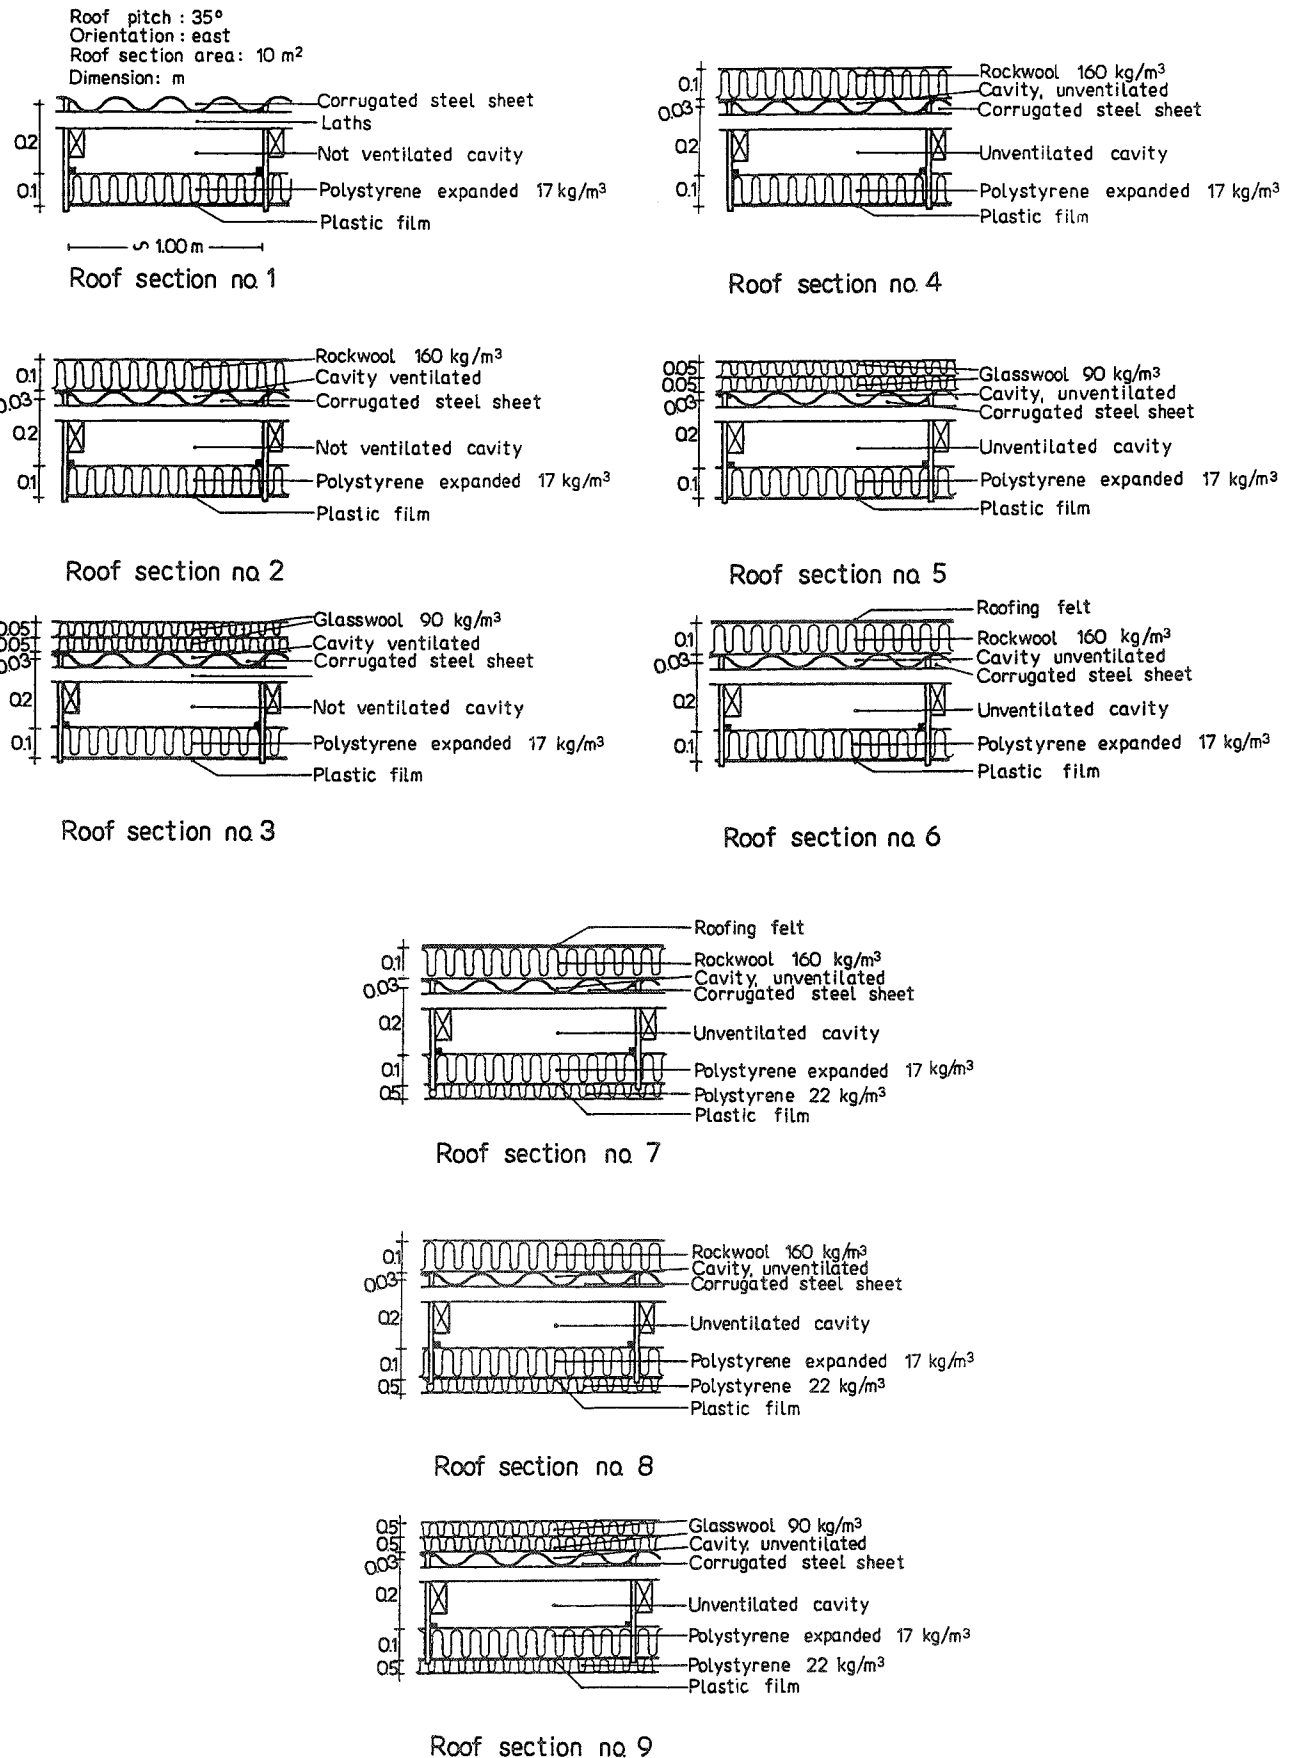 Roof pitch : 35°
Orientation : east
Roof section area: 10 m²
Dimension: m
Corrugated steel sheet
Laths
0.2
Not ventilated cavity
0.1
Polystyrene expanded 17 kg/m³
Plastic film
~ 1.00 m
Roof section no. 1
Rockwool 160 kg/m³
0.1
Cavity ventilated
0.03
Corrugated steel sheet
0.2
Not ventilated cavity
0.1
Polystyrene expanded 17 kg/m³
Plastic film
Roof section no. 2
Glasswool 90 kg/m³
0.05
0.05
Cavity ventilated
0.03
Corrugated steel sheet
0.2
Not ventilated cavity
0.1
Polystyrene expanded 17 kg/m³
Plastic film
Roof section no. 3
Rockwool 160 kg/m³
0.1
Cavity, unventilated
0.03
Corrugated steel sheet
0.2
Unventilated cavity
0.1
Polystyrene expanded 17 kg/m³
Plastic film
Roof section no. 4
0.05
Glasswool 90 kg/m³
0.05
Cavity, unventilated
0.03
Corrugated steel sheet
0.2
Unventilated cavity
0.1
Polystyrene expanded 17 kg/m³
Plastic film
Roof section no. 5
Roofing felt
0.1
Rockwool 160 kg/m³
Cavity unventilated
0.03
Corrugated steel sheet
0.2
Unventilated cavity
0.1
Polystyrene expanded 17 kg/m³
Plastic film
Roof section no. 6
Roofing felt
0.1
Rockwool 160 kg/m³
Cavity, unventilated
0.03
Corrugated steel sheet
0.2
Unventilated cavity
0.1
Polystyrene expanded 17 kg/m³
0.5
Polystyrene 22 kg/m³
Plastic film
Roof section no. 7
0.1
Rockwool 160 kg/m³
Cavity, unventilated
0.03
Corrugated steel sheet
0.2
Unventilated cavity
0.1
Polystyrene expanded 17 kg/m³
0.5
Polystyrene 22 kg/m³
Plastic film
Roof section no. 8
0.5
Glasswool 90 kg/m³
0.5
Cavity, unventilated
0.03
Corrugated steel sheet
0.2
Unventilated cavity
0.1
Polystyrene expanded 17 kg/m³
0.5
Polystyrene 22 kg/m³
Plastic film
Roof section no. 9